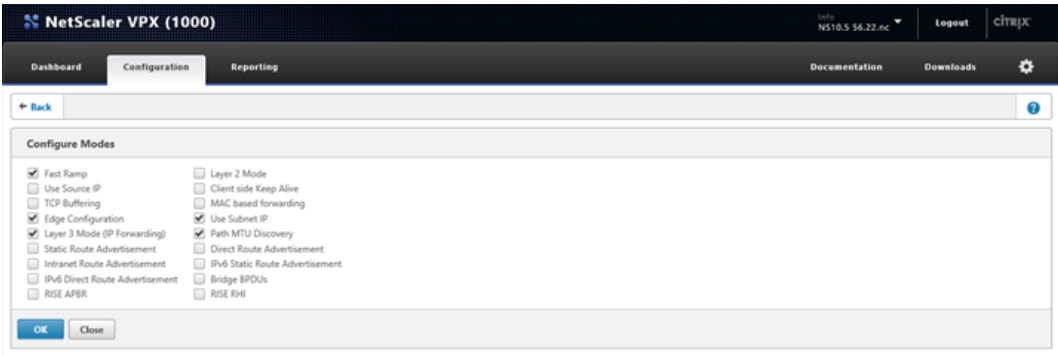 NetScaler VPX (1000)
Info
NS10.5 56.22.nc
Logout
CİTRIX
Dashboard
Configuration
Reporting
Documentation
Downloads
Back
Configure Modes
Fast Ramp
Layer 2 Mode
Use Source IP
Client side Keep Alive
TCP Buffering
MAC based forwarding
Edge Configuration
Use Subnet IP
Layer 3 Mode (IP Forwarding)
Path MTU Discovery
Static Route Advertisement
Direct Route Advertisement
Intranet Route Advertisement
IPv6 Static Route Advertisement
IPv6 Direct Route Advertisement
Bridge BPDUs
RISE APBR
RISE RHI
OK
Close